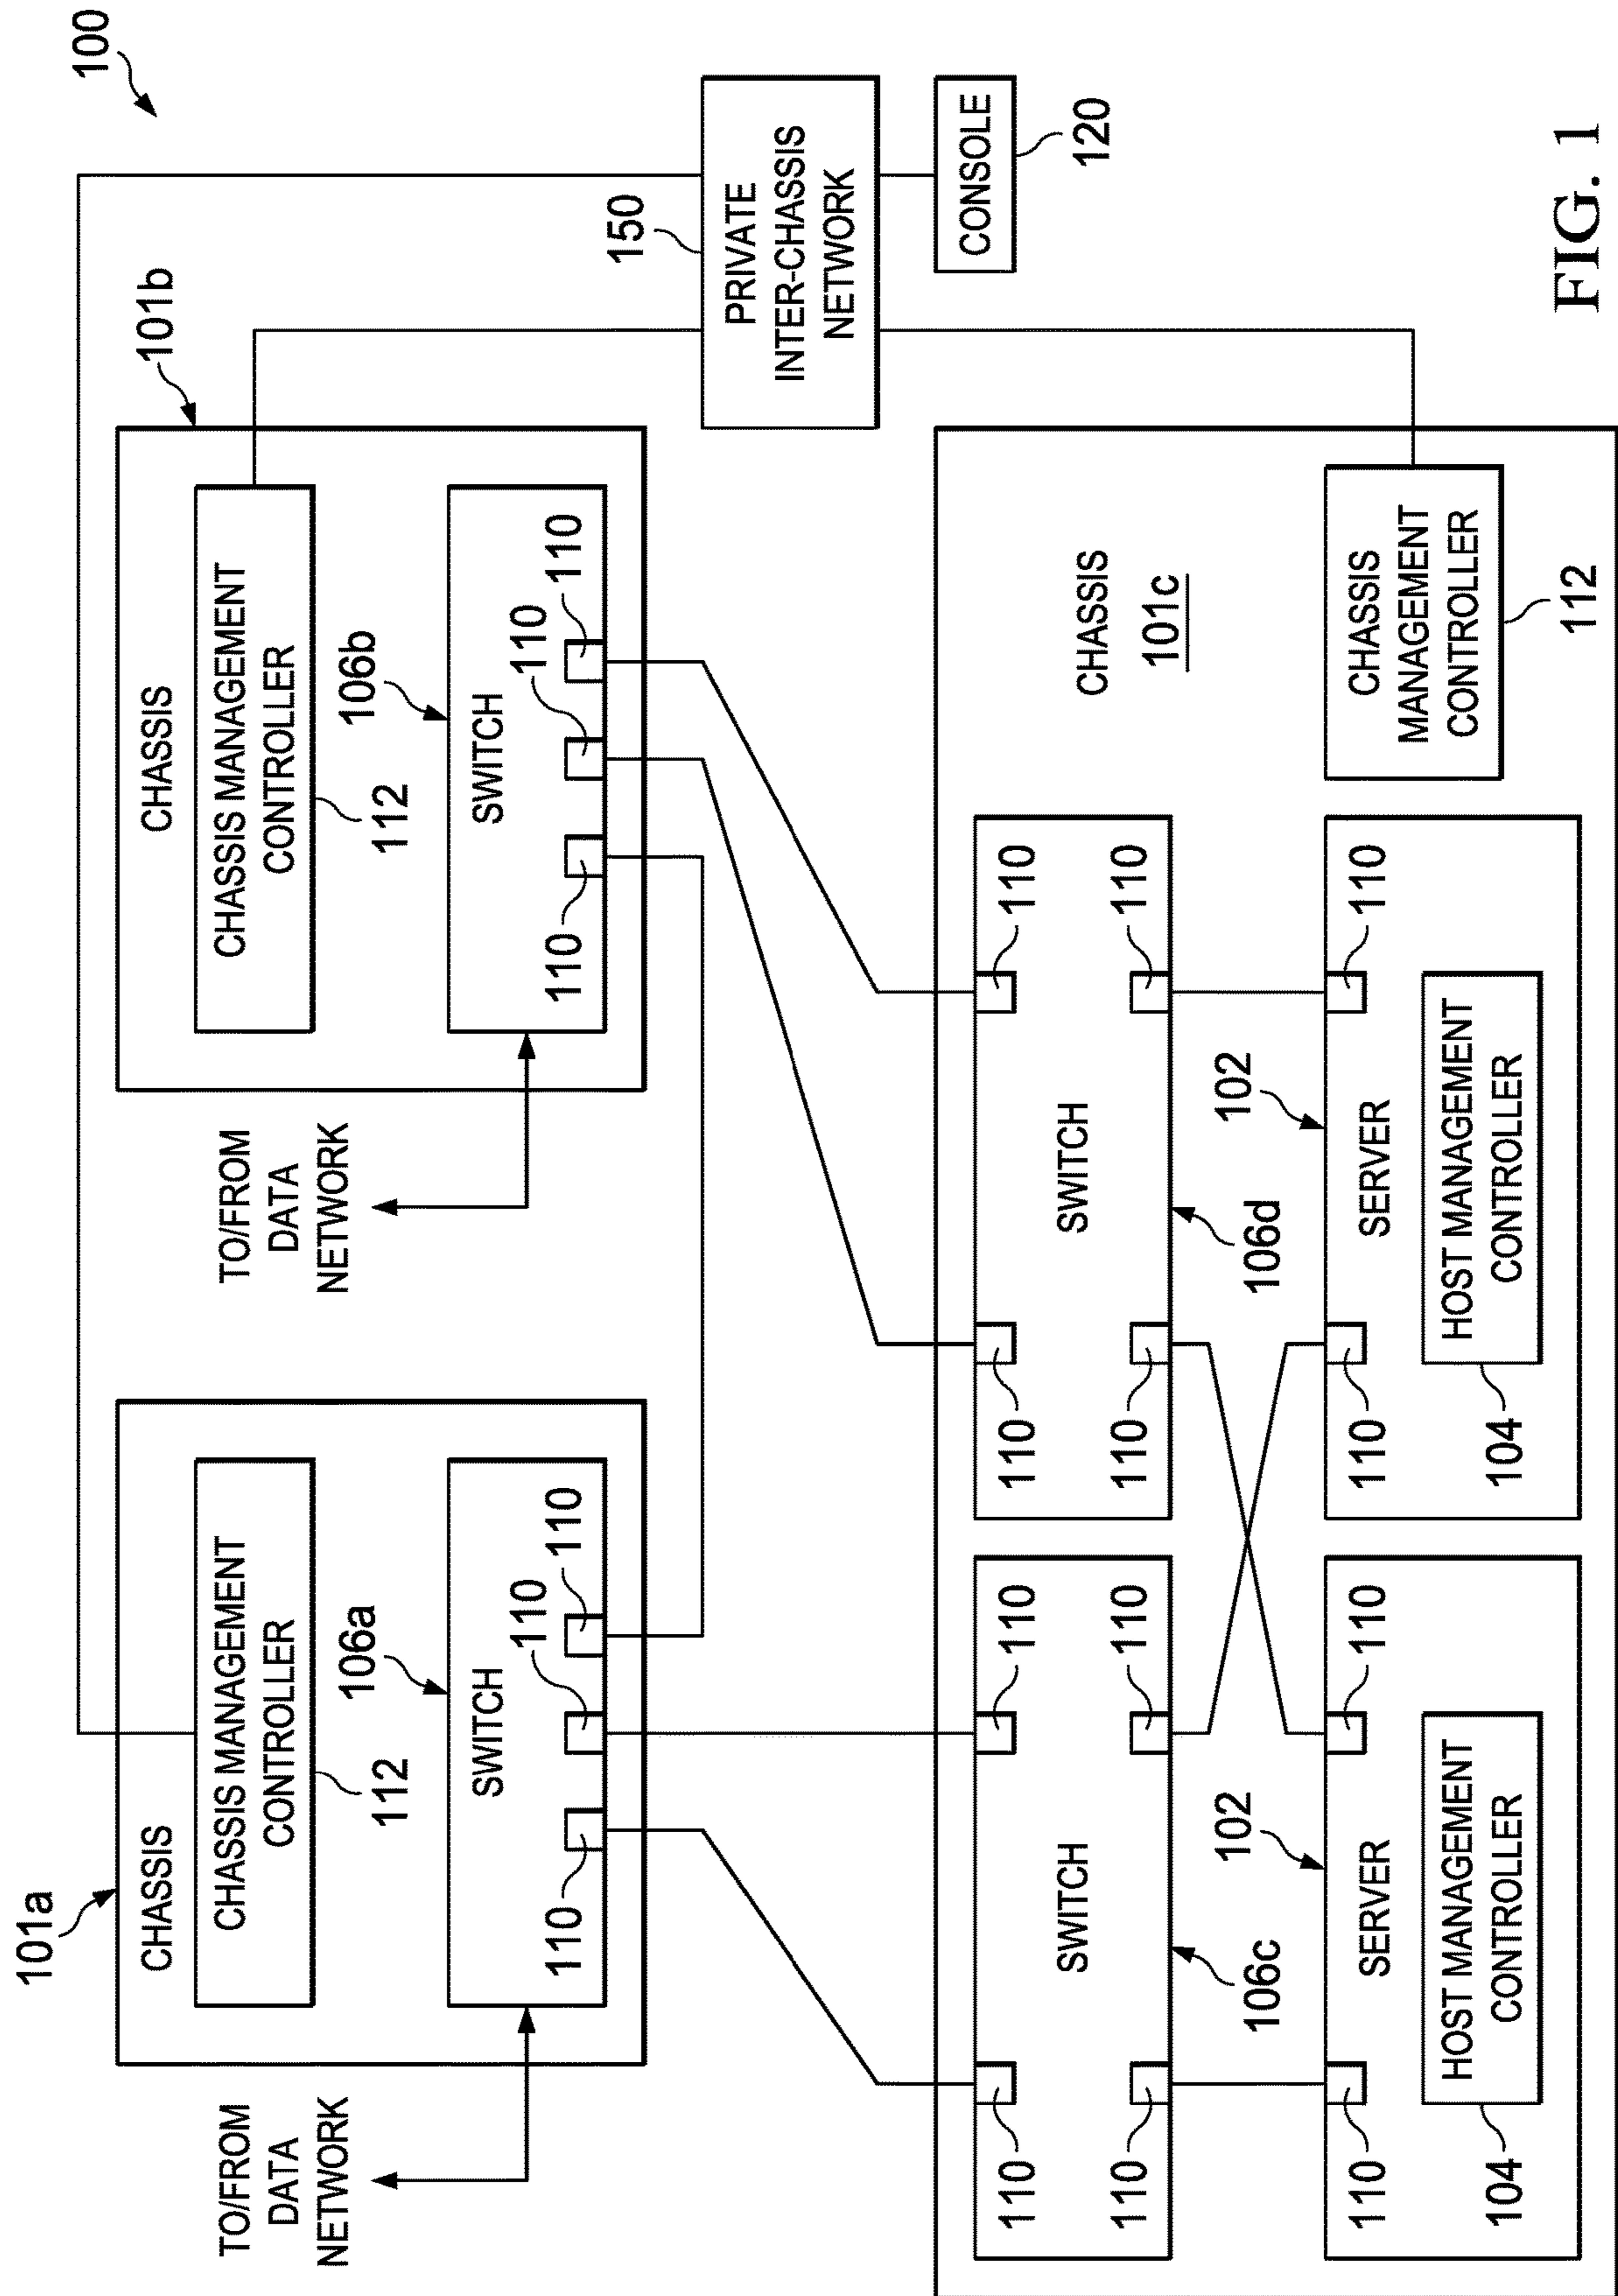 100
101a
CHASSIS
CHASSIS MANAGEMENT
CONTROLLER
112
106a
SWITCH
110
110
110
TO/FROM
DATA
NETWORK
101b
CHASSIS
CHASSIS MANAGEMENT
CONTROLLER
112
106b
SWITCH
110
110
110
TO/FROM
DATA
NETWORK
150
PRIVATE
INTER-CHASSIS
NETWORK
CONSOLE
120
CHASSIS
101c
110
110
SWITCH
110
110
106c
110
110
SWITCH
110
110
106d
102
110
SERVER
110
HOST MANAGEMENT
CONTROLLER
104
102
110
SERVER
110
HOST MANAGEMENT
CONTROLLER
104
CHASSIS
MANAGEMENT
CONTROLLER
112
FIG. 1